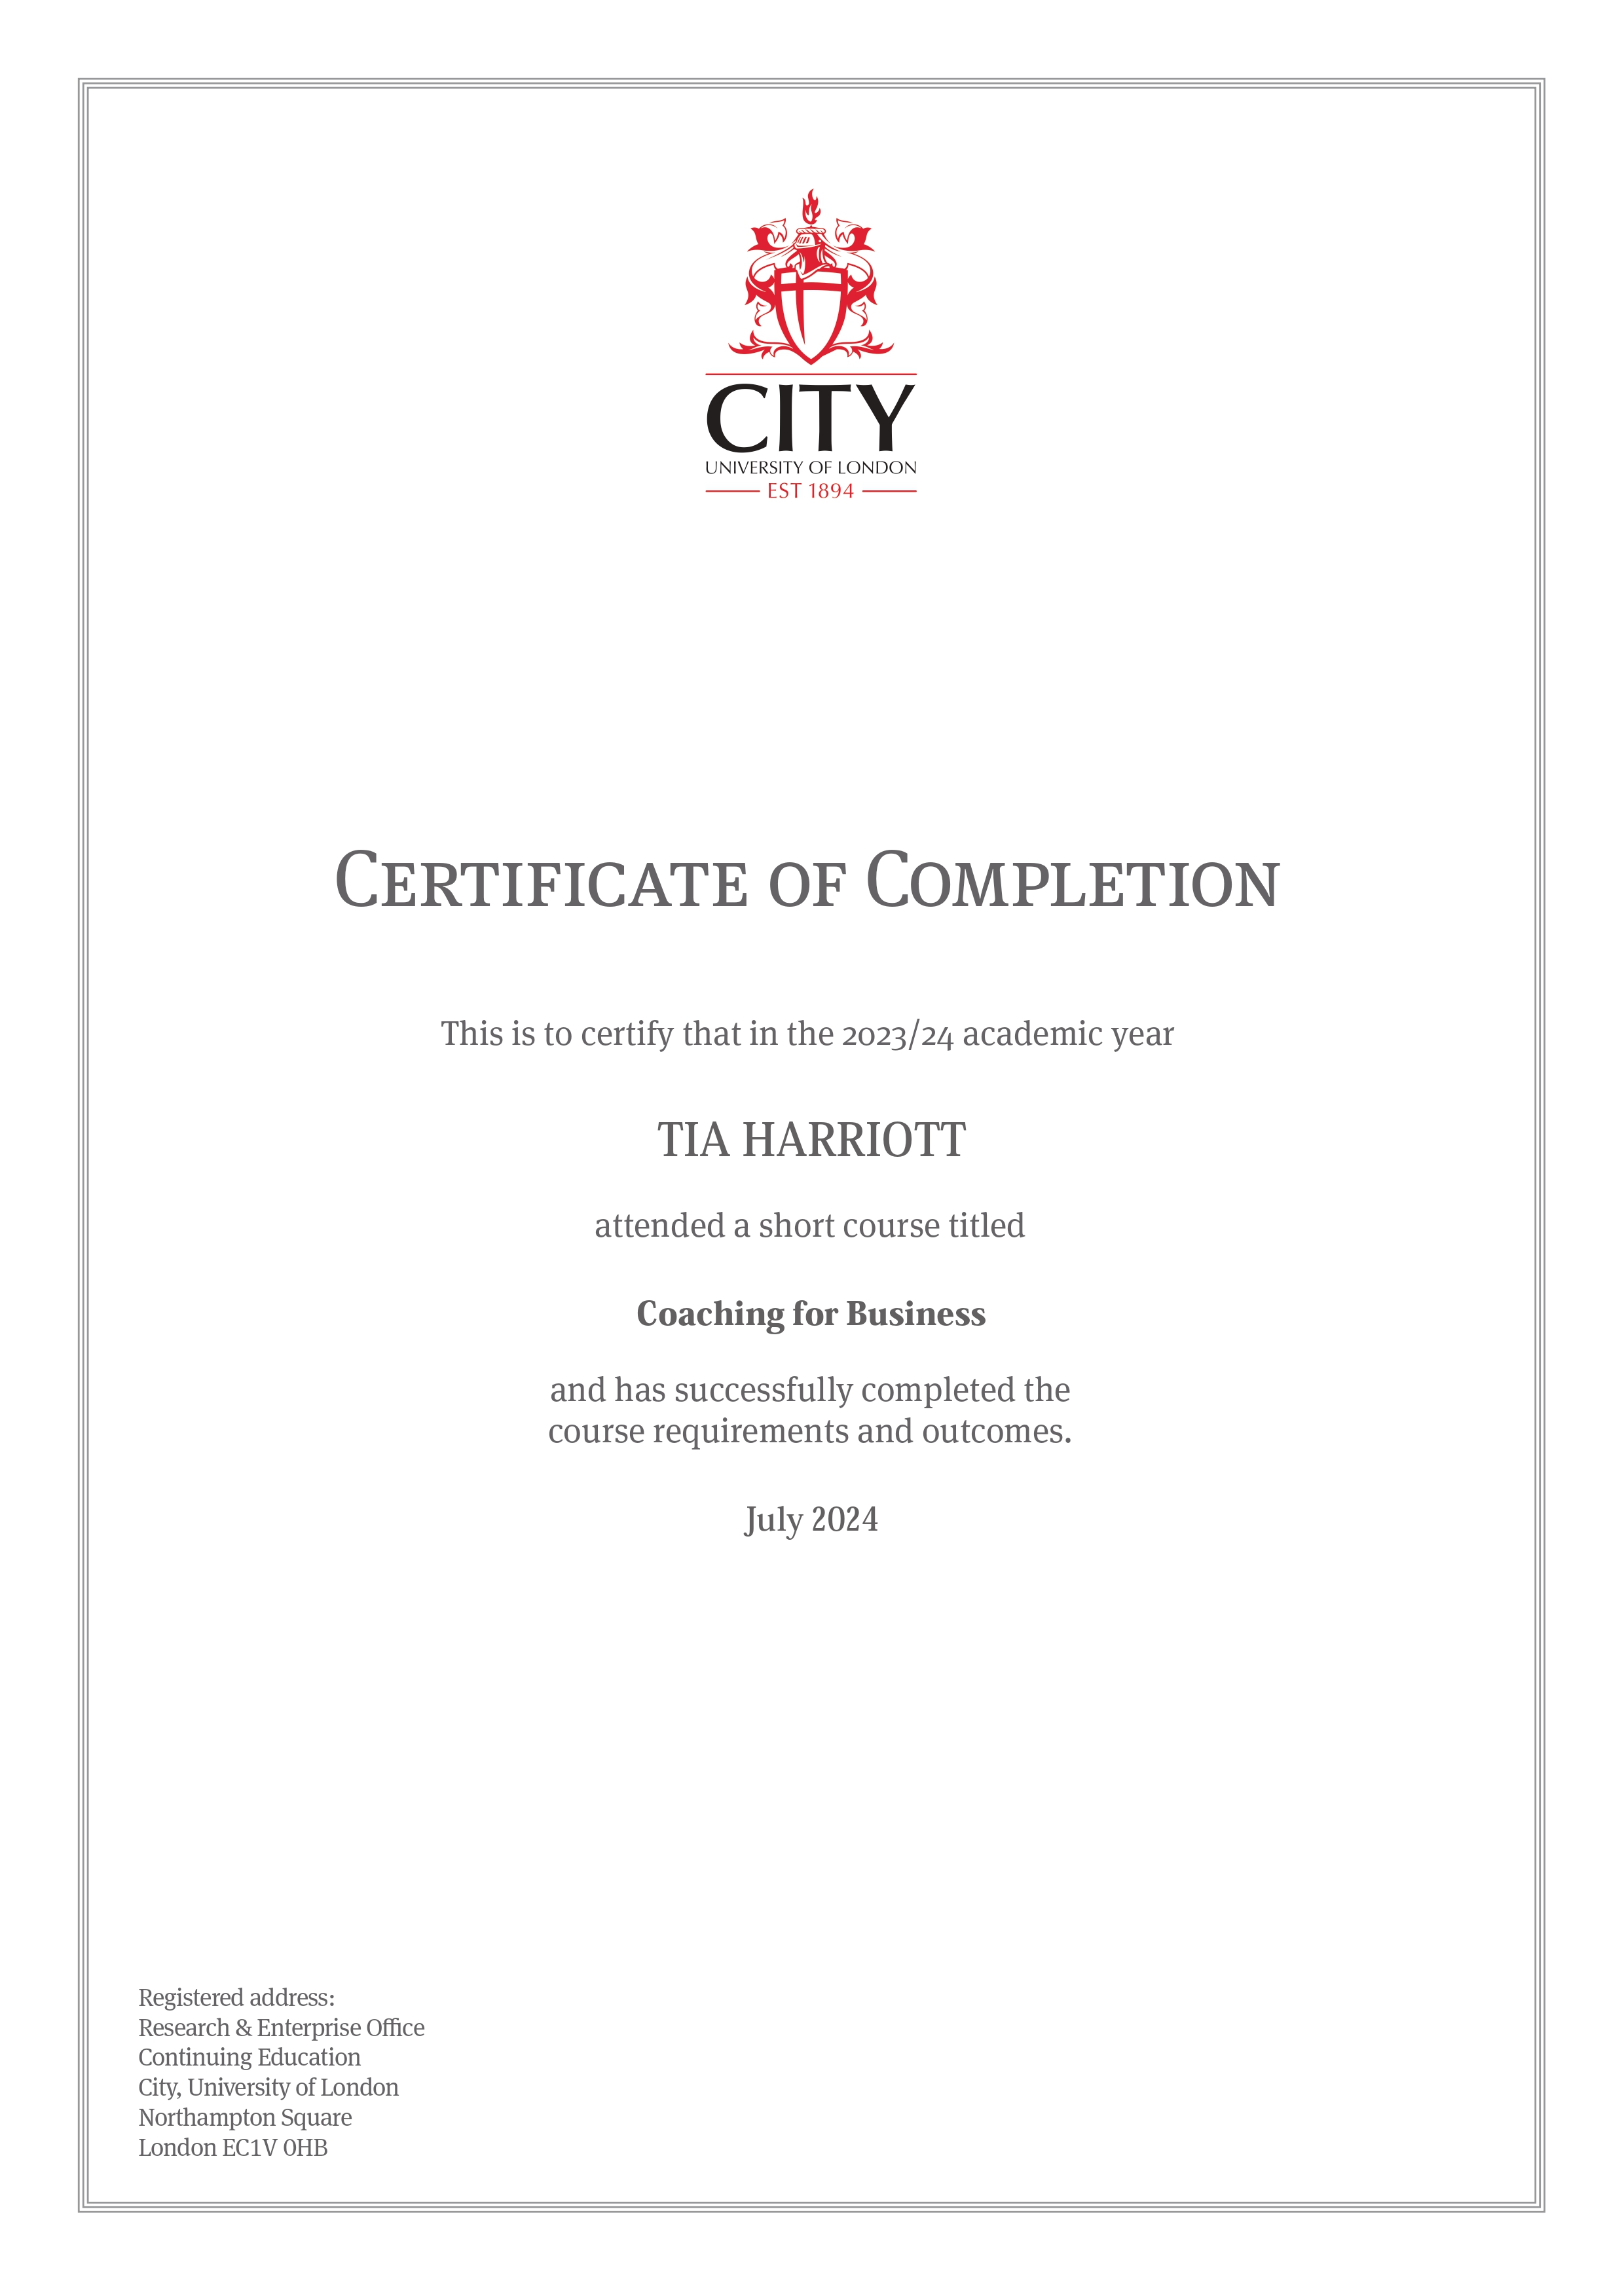 CITY
UNIVERSITY OF LONDON
EST 1894
Certificate of Completion
This is to certify that in the 2023/24 academic year
TIA HARRIOTT
attended a short course titled
Coaching for Business
and has successfully completed the
course requirements and outcomes.
July 2024
Registered address:
Research & Enterprise Office
Continuing Education
City, University of London
Northampton Square
London EC1V 0HB